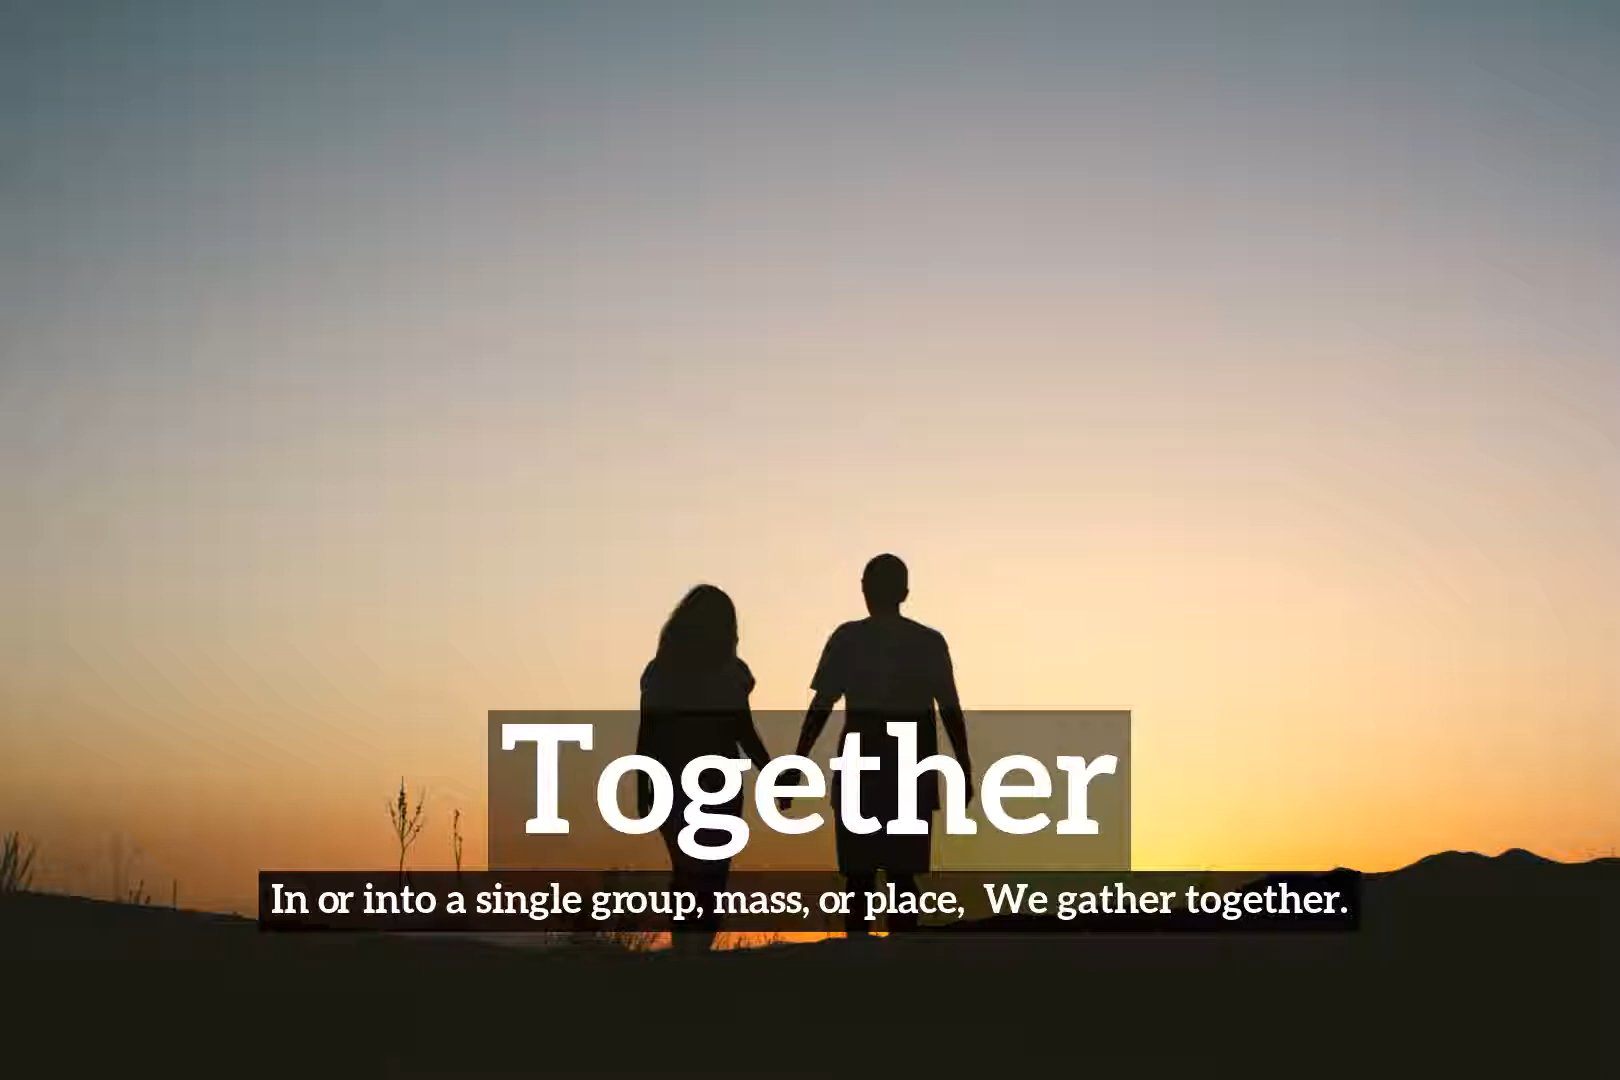 Together
In or into a single group, mass, or place,  We gather together.